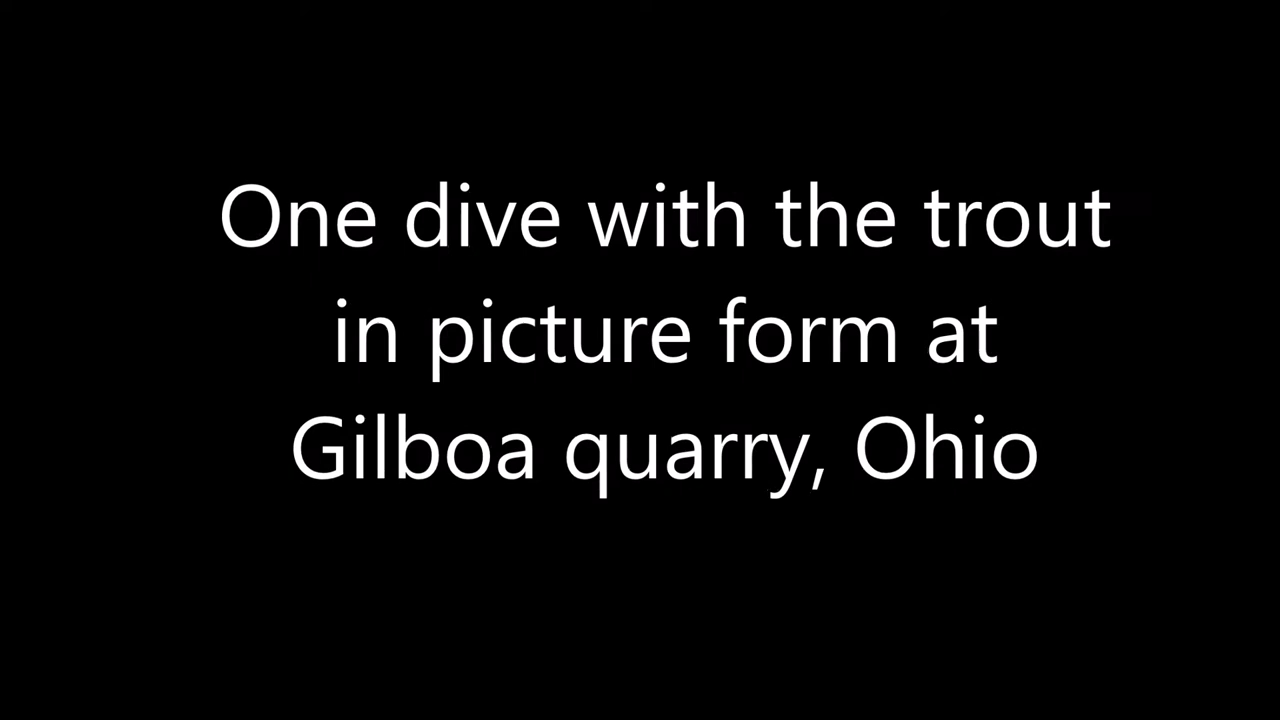 One dive with the trout
in picture form at
Gilboa quarry, Ohio